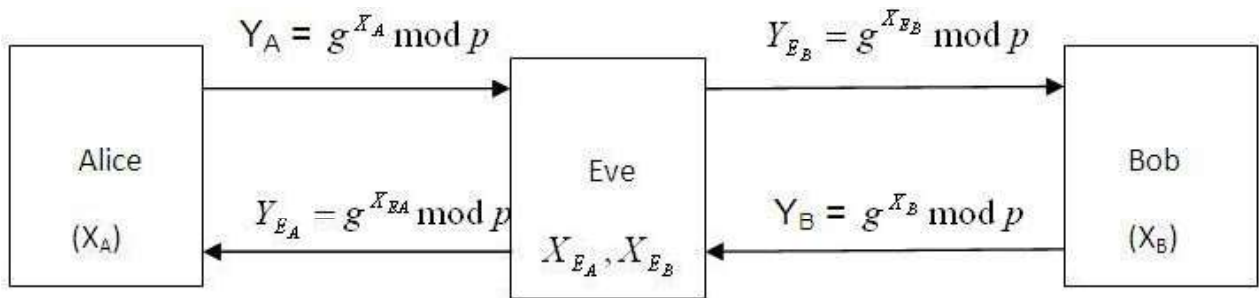 Y_A = g^{X_A} mod p
Y_{E_B} = g^{X_{E_B}} mod p
Alice
(X_A)
Eve
X_{E_A}, X_{E_B}
Bob
(X_B)
Y_{E_A} = g^{X_{EA}} mod p
Y_B = g^{X_B} mod p